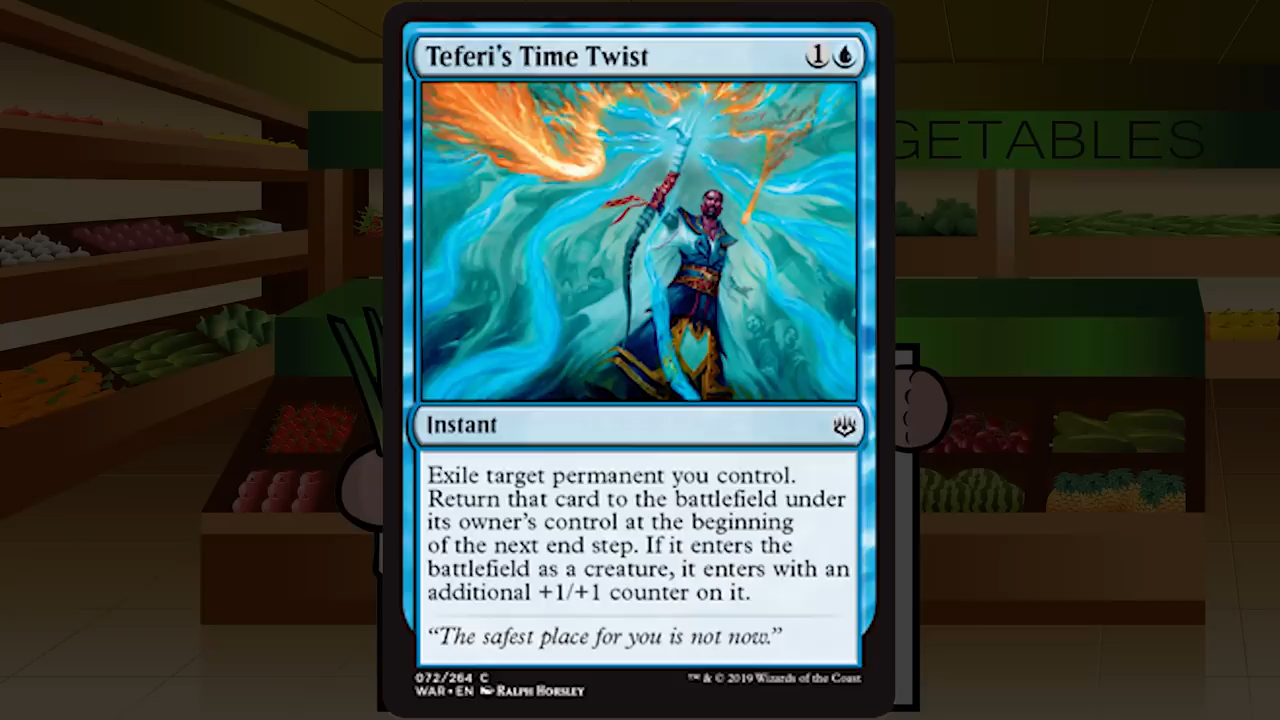 Teferi's Time Twist 1
GETABLES
Instant
Exile target permanent you control.
Return that card to the battlefield under
its owner's control at the beginning
of the next end step. If it enters the
battlefield as a creature, it enters with an
additional +1/+1 counter on it.
“The safest place for you is not now.”
072/264 C
WAR • EN RALPH HORSLEY
™ & © 2019 Wizards of the Coast